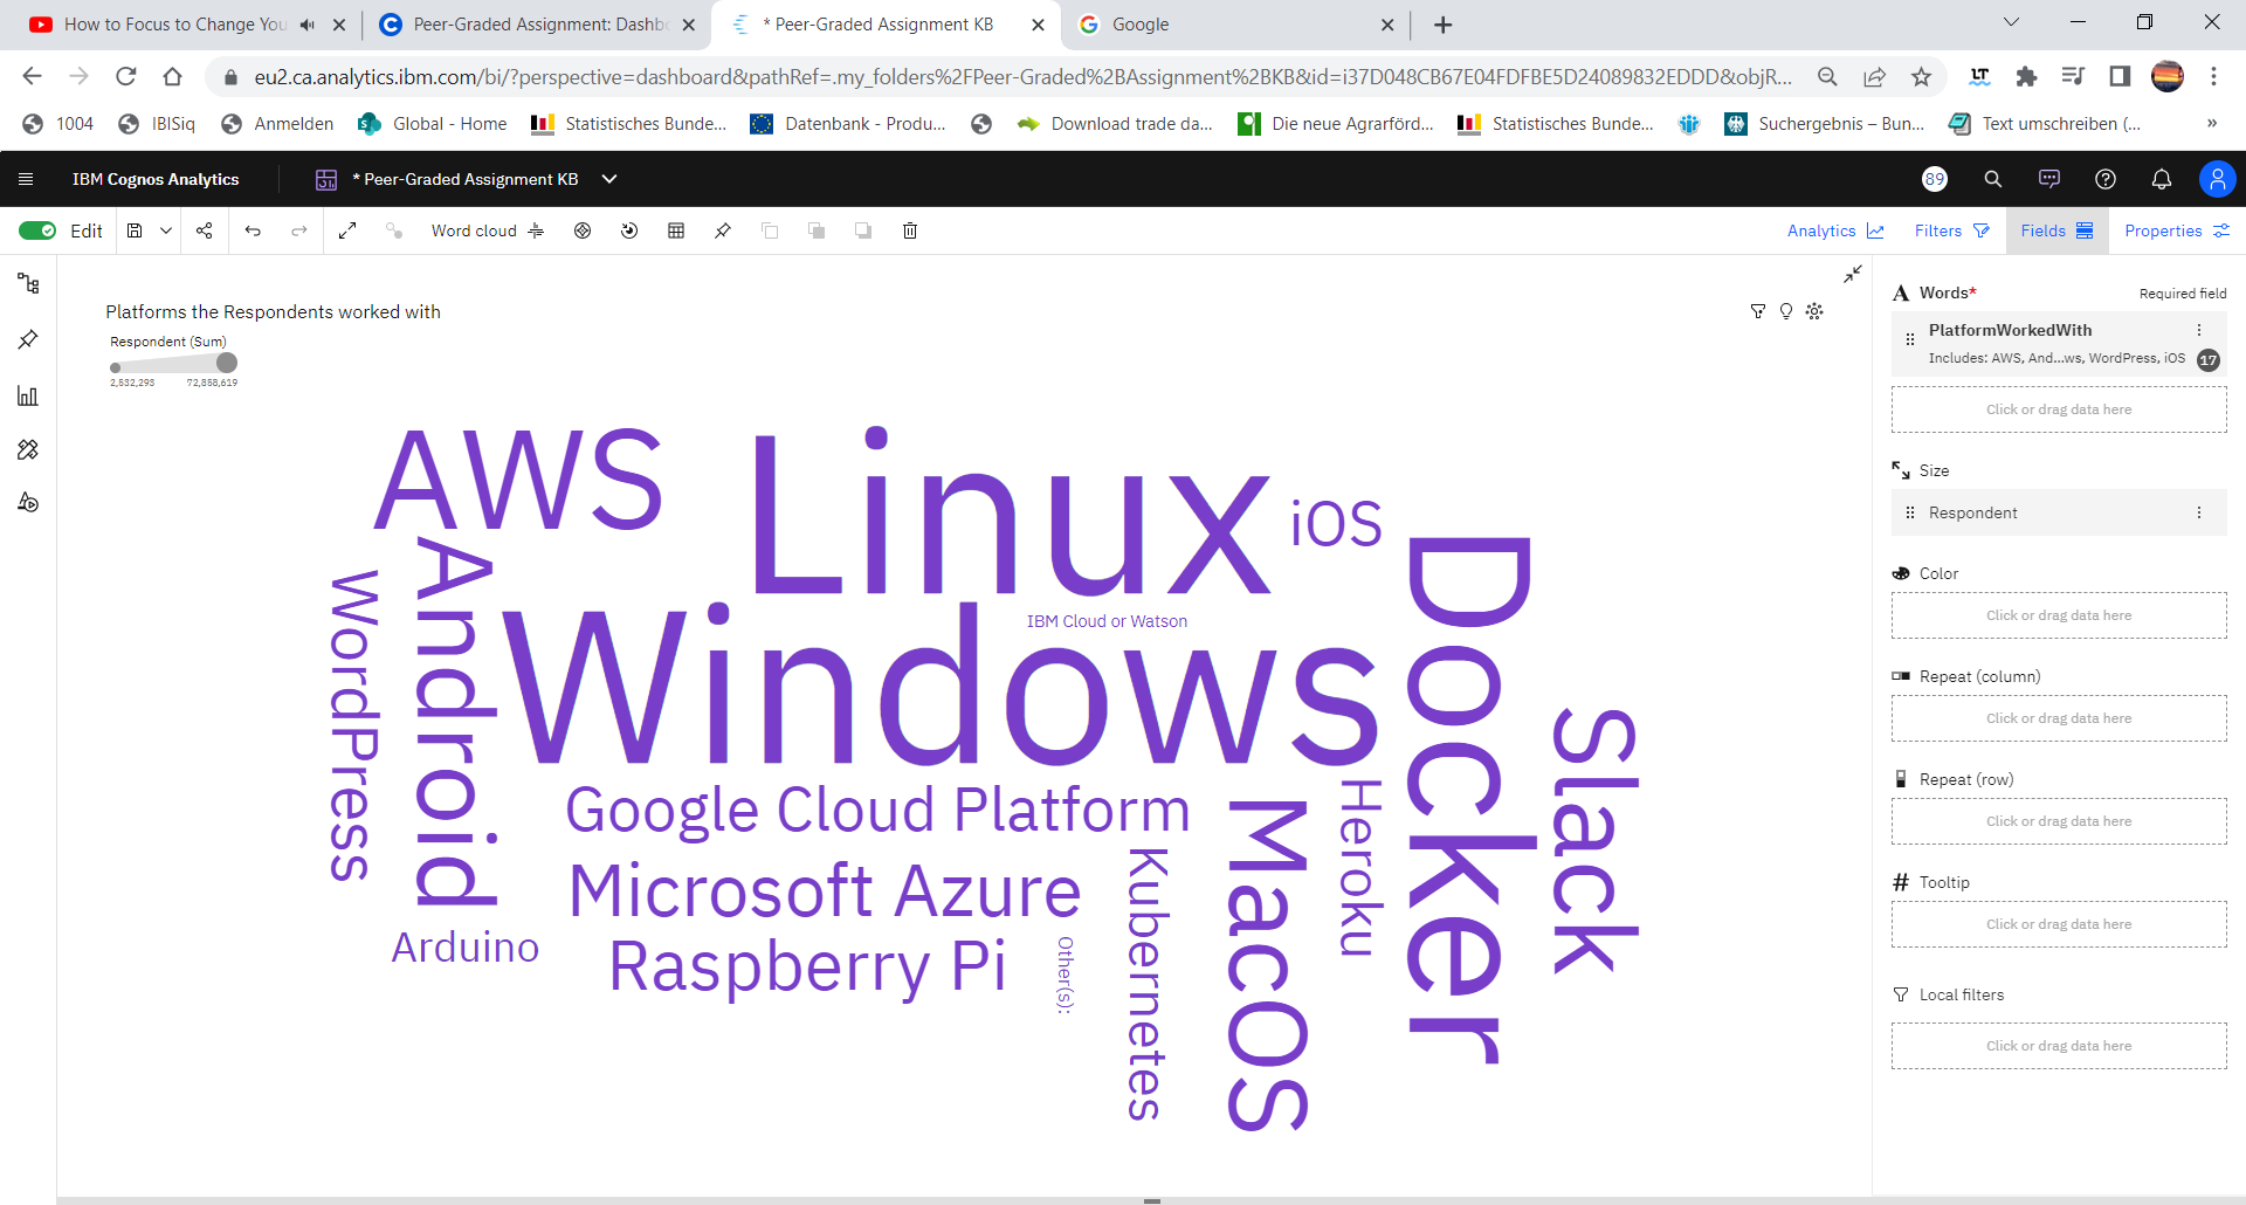 How to Focus to Change You
Peer-Graded Assignment: Dashb
* Peer-Graded Assignment KB
Google
eu2.ca.analytics.ibm.com/bi/?perspective=dashboard&pathRef=.my_folders%2FPeer-Graded%2BAssignment%2BKB&id=i37D048CB67E04FDFBE5D24089832EDDD&objR...
LT
1004
IBISiq
Anmelden
Global - Home
Statistisches Bunde...
Datenbank - Produ...
Download trade da...
Die neue Agrarförd...
Statistisches Bunde...
Suchergebnis – Bun...
Text umschreiben (...
»
IBM Cognos Analytics
* Peer-Graded Assignment KB
89
Edit
Word cloud
Analytics
Filters
Fields
Properties
Platforms the Respondents worked with
Respondent (Sum)
2,532,293 72,858,619
AWS
Linux
iOS
Docker
Android
WordPress
Windows
IBM Cloud or Watson
Slack
Google Cloud Platform
Heroku
MacOS
Microsoft Azure
Kubernetes
Arduino
Raspberry Pi
Other(s):
Words*
Required field
PlatformWorkedWith
Includes: AWS, And...ws, WordPress, iOS
17
Click or drag data here
Size
Respondent
Color
Click or drag data here
Repeat (column)
Click or drag data here
Repeat (row)
Click or drag data here
Tooltip
Click or drag data here
Local filters
Click or drag data here